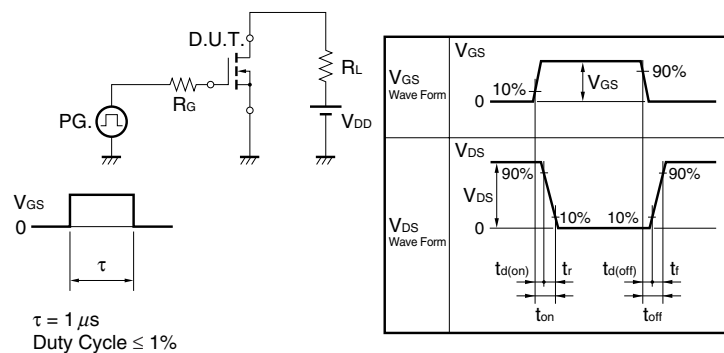 D.U.T.
RL
RG
PG.
VDD
VGS
0
τ
τ = 1 μs
Duty Cycle ≤ 1%
VGS
Wave Form
VGS
10%
VGS
90%
0
VDS
Wave Form
VDS
90%
VDS
10%
10%
90%
0
td(on)
tr
td(off)
tf
ton
toff